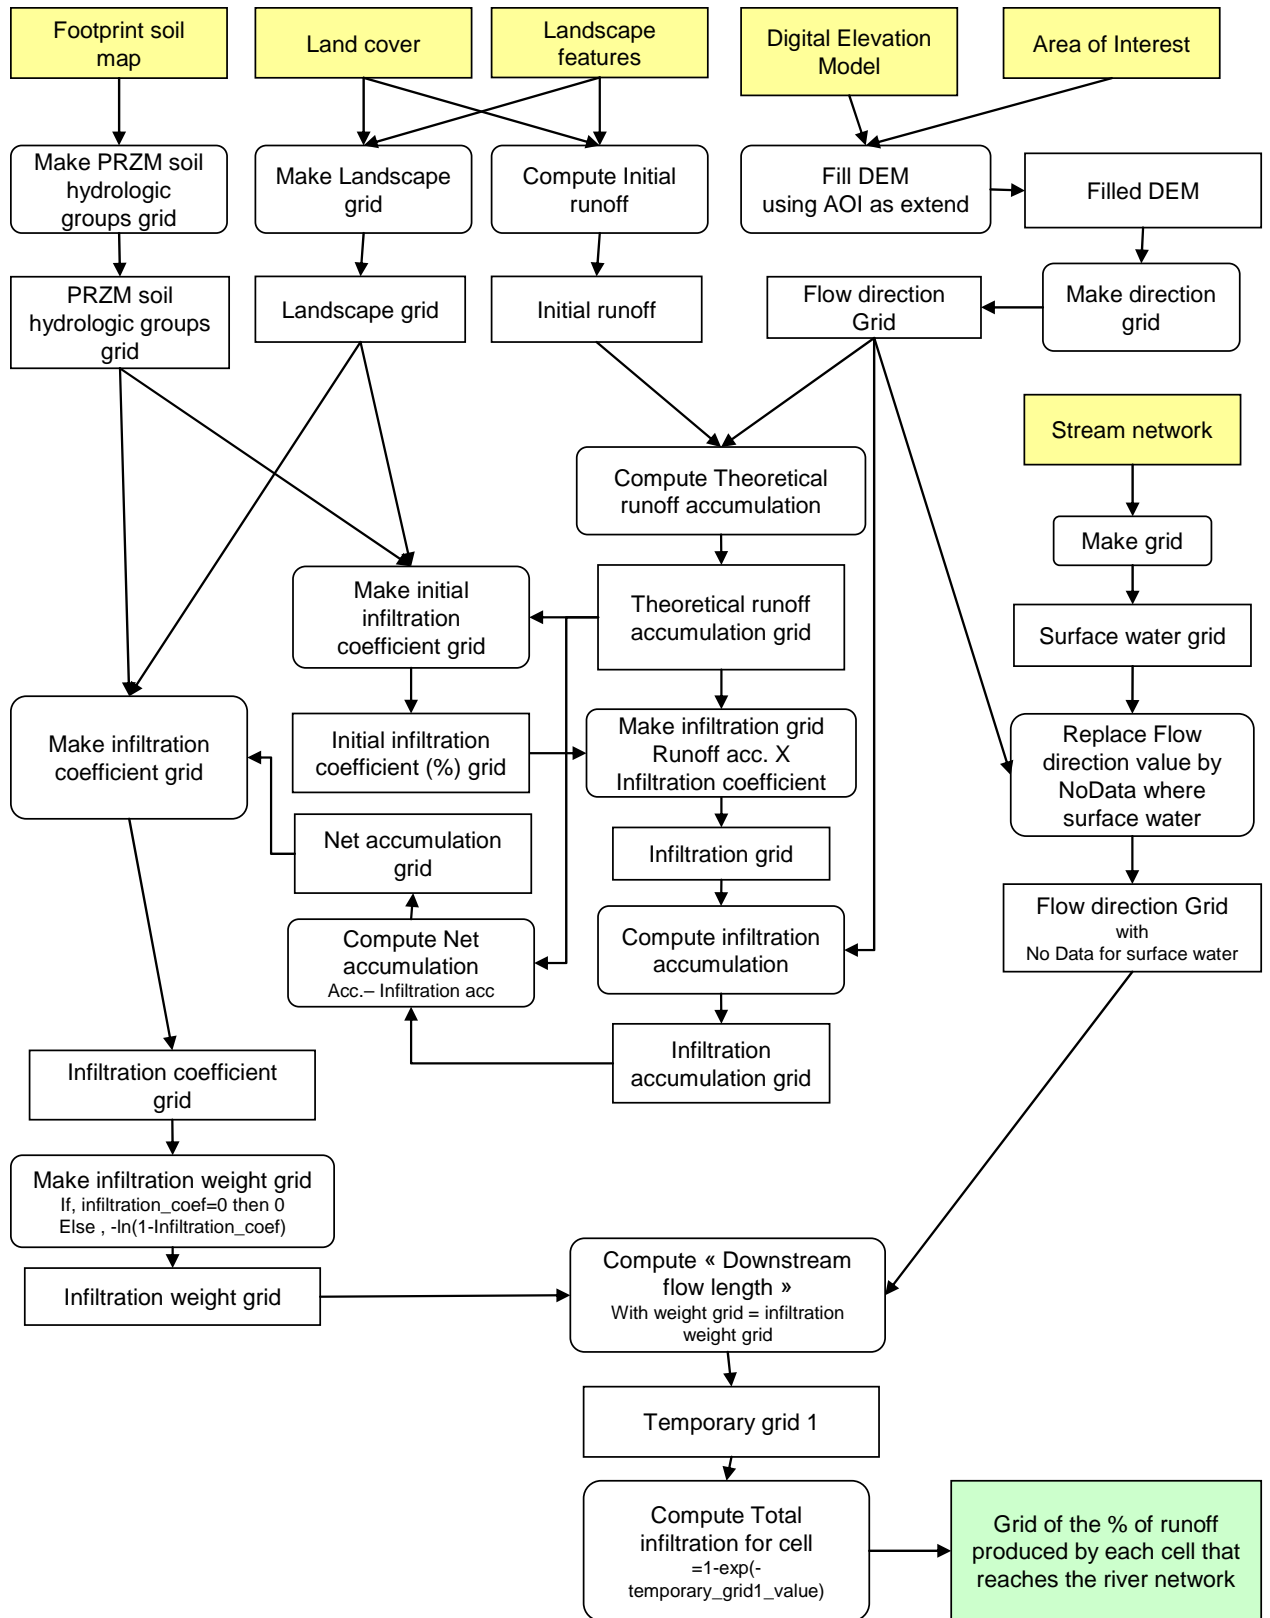 Footprint soil
map
Land cover
Landscape
features
Digital Elevation
Model
Area of Interest
Make PRZM soil
hydrologic
groups grid
Make Landscape
grid
Compute Initial
runoff
Fill DEM
using AOI as extend
Filled DEM
PRZM soil
hydrologic groups
grid
Landscape grid
Initial runoff
Flow direction
Grid
Make direction
grid
Stream network
Compute Theoretical
runoff accumulation
Make grid
Make initial
infiltration
coefficient grid
Theoretical runoff
accumulation grid
Surface water grid
Make infiltration
coefficient grid
Initial infiltration
coefficient (%) grid
Make infiltration grid
Runoff acc. X
Infiltration coefficient
Replace Flow
direction value by
NoData where
surface water
Net accumulation
grid
Infiltration grid
Flow direction Grid
with
No Data for surface water
Compute Net
accumulation
Acc.– Infiltration acc
Compute infiltration
accumulation
Infiltration
accumulation grid
Infiltration coefficient
grid
Make infiltration weight grid
If, infiltration_coef=0 then 0
Else , -ln(1-Infiltration_coef)
Infiltration weight grid
Compute « Downstream
flow length »
With weight grid = infiltration
weight grid
Temporary grid 1
Compute Total
infiltration for cell
=1-exp(-
temporary_grid1_value)
Grid of the % of runoff
produced by each cell that
reaches the river network